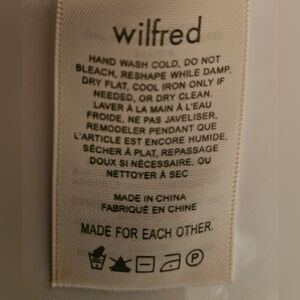 wilfred
HAND WASH COLD, DO NOT
BLEACH, RESHAPE WHILE DAMP,
DRY FLAT, COOL IRON ONLY IF
NEEDED, OR DRY CLEAN.
LAVER À LA MAIN À L'EAU
FROIDE, NE PAS JAVELISER,
REMODELER PENDANT QUE
L'ARTICLE EST ENCORE HUMIDE,
SÉCHER À PLAT, REPASSAGE
DOUX SI NÉCESSAIRE, OU
NETTOYER À SEC
MADE IN CHINA
FABRIQUÉ EN CHINE
MADE FOR EACH OTHER.
P